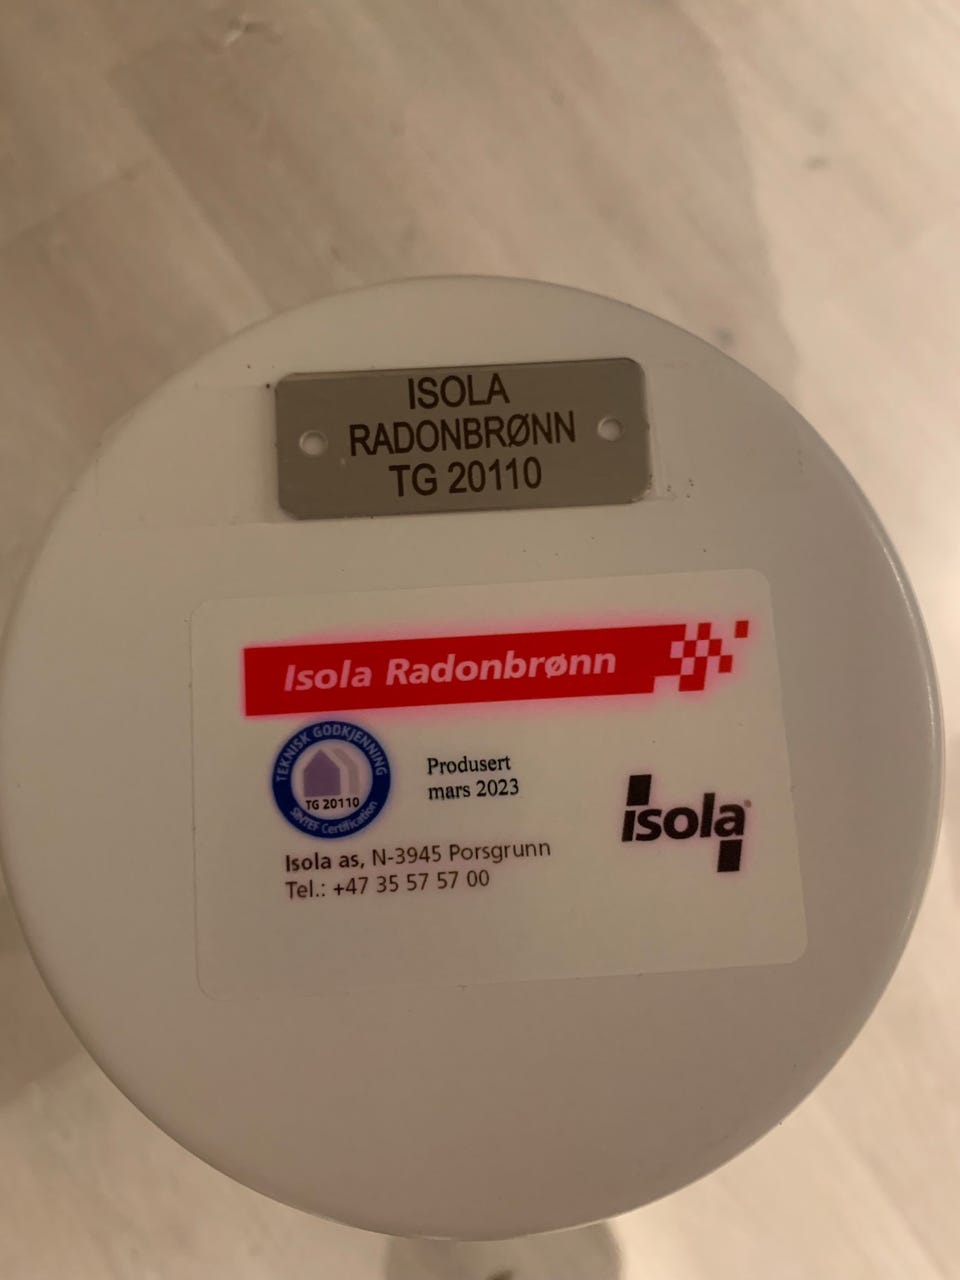 ISOLA
RADONBRØNN
TG 20110
Isola Radonbrønn
TEKNISK GODKJENNING
TG 20110
SINTEF Certification
Produsert
mars 2023
isola®
Isola as, N-3945 Porsgrunn
Tel.: +47 35 57 57 00